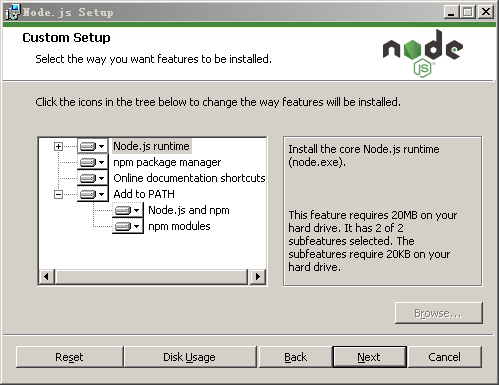 Node.js Setup
Custom Setup
Select the way you want features to be installed.
node
JS
Click the icons in the tree below to change the way features will be installed.
Node.js runtime
npm package manager
Online documentation shortcuts
Add to PATH
Node.js and npm
npm modules
Install the core Node.js runtime
(node.exe).
This feature requires 20MB on your
hard drive. It has 2 of 2
subfeatures selected. The
subfeatures require 20KB on your
hard drive.
Browse...
Reset
Disk Usage
Back
Next
Cancel